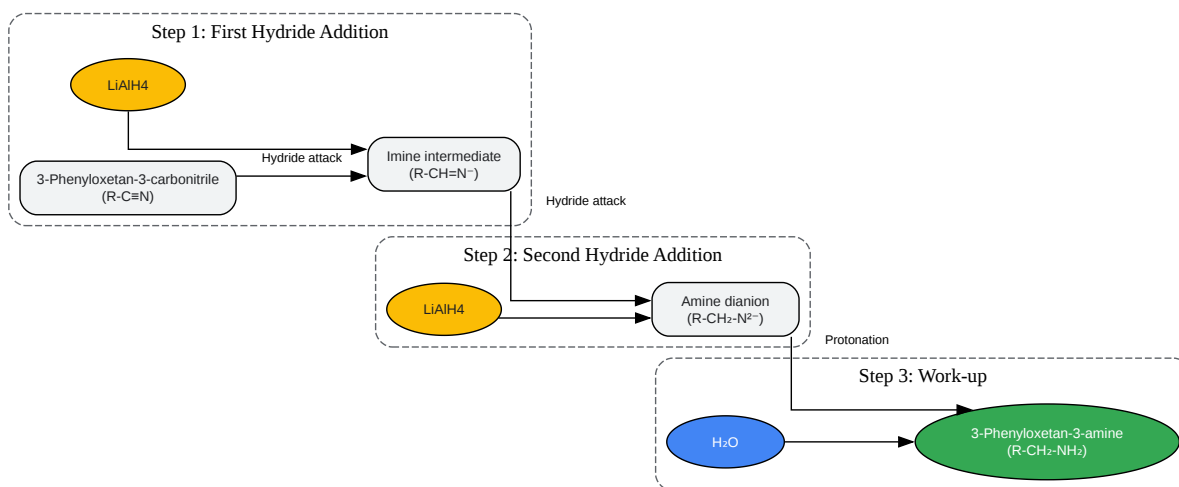 Step 1: First Hydride Addition
LiAlH4
Hydride attack
3-Phenyloxetan-3-carbonitrile
(R-C≡N)
Imine intermediate
(R-CH=N⁻)
Hydride attack
Step 2: Second Hydride Addition
LiAlH4
Amine dianion
(R-CH₂-N²⁻)
Protonation
Step 3: Work-up
H₂O
3-Phenyloxetan-3-amine
(R-CH₂-NH₂)